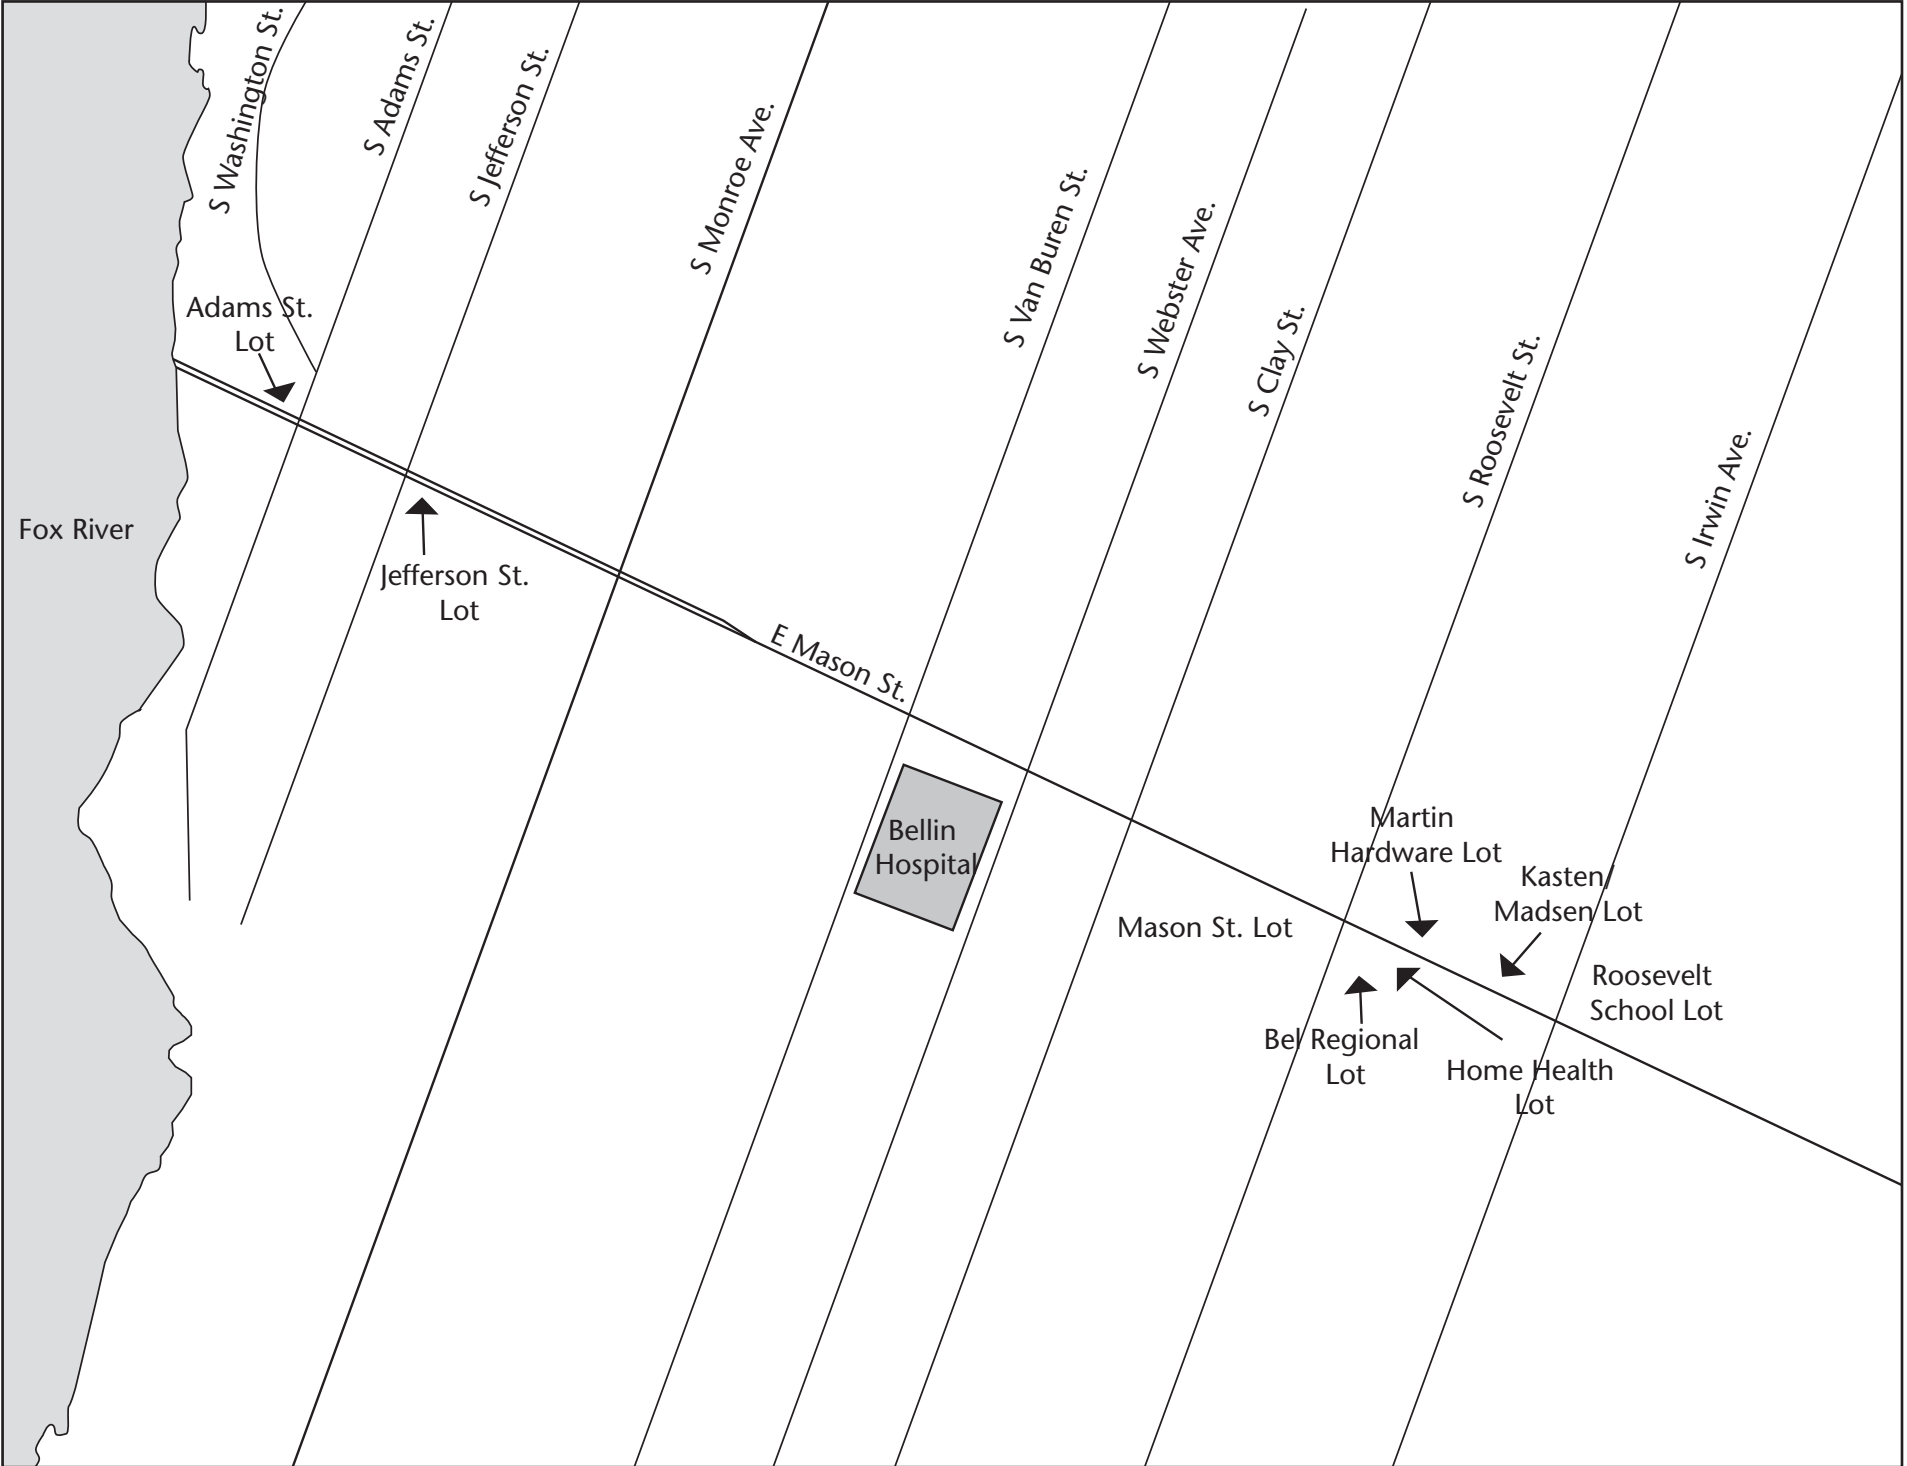 S Washington St.
S Adams St.
S Jefferson St.
S Monroe Ave.
S Van Buren St.
S Webster Ave.
S Clay St.
S Roosevelt St.
S Irwin Ave.
Adams St.
Lot
Fox River
Jefferson St.
Lot
E Mason St.
Bellin
Hospital
Mason St. Lot
Martin
Hardware Lot
Kasten/
Madsen Lot
Roosevelt
School Lot
Bel Regional
Lot
Home Health
Lot